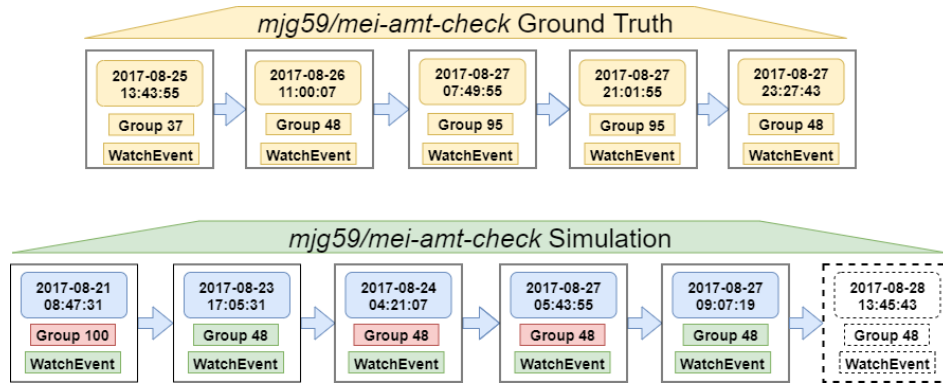 mjg59/mei-amt-check Ground Truth
2017-08-25
13:43:55
Group 37
WatchEvent
2017-08-26
11:00:07
Group 48
WatchEvent
2017-08-27
07:49:55
Group 95
WatchEvent
2017-08-27
21:01:55
Group 95
WatchEvent
2017-08-27
23:27:43
Group 48
WatchEvent
mjg59/mei-amt-check Simulation
2017-08-21
08:47:31
Group 100
WatchEvent
2017-08-23
17:05:31
Group 48
WatchEvent
2017-08-24
04:21:07
Group 48
WatchEvent
2017-08-27
05:43:55
Group 48
WatchEvent
2017-08-27
09:07:19
Group 48
WatchEvent
2017-08-28
13:45:43
Group 48
WatchEvent